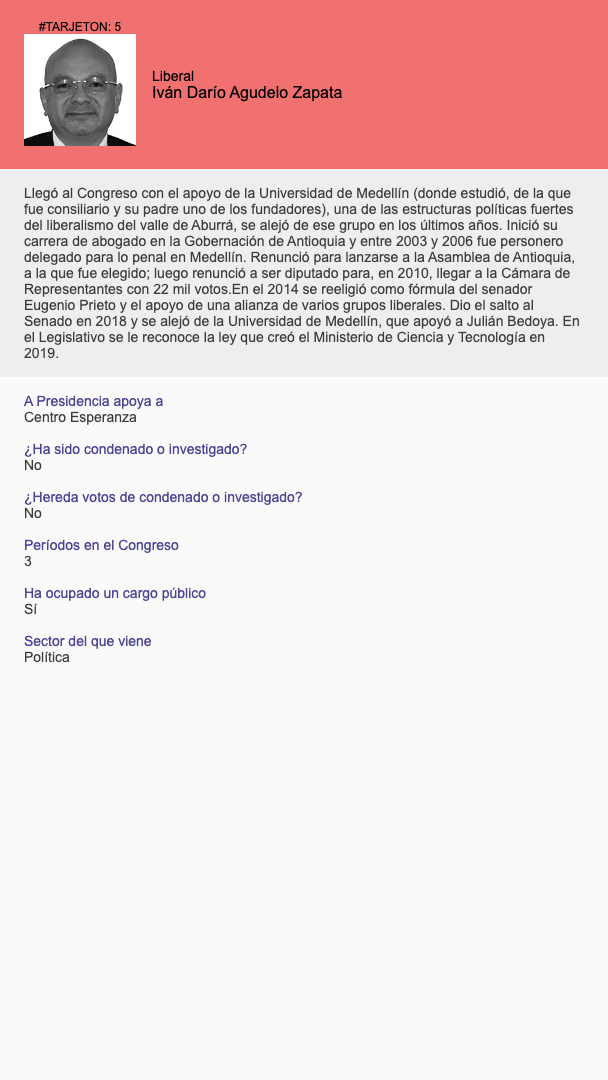 #TARJETON: 5
Liberal
Iván Darío Agudelo Zapata
Llegó al Congreso con el apoyo de la Universidad de Medellín (donde estudió, de la que
fue consiliario y su padre uno de los fundadores), una de las estructuras políticas fuertes
del liberalismo del valle de Aburrá, se alejó de ese grupo en los últimos años. Inició su
carrera de abogado en la Gobernación de Antioquia y entre 2003 y 2006 fue personero
delegado para lo penal en Medellín. Renunció para lanzarse a la Asamblea de Antioquia,
a la que fue elegido; luego renunció a ser diputado para, en 2010, llegar a la Cámara de
Representantes con 22 mil votos.En el 2014 se reeligió como fórmula del senador
Eugenio Prieto y el apoyo de una alianza de varios grupos liberales. Dio el salto al
Senado en 2018 y se alejó de la Universidad de Medellín, que apoyó a Julián Bedoya. En
el Legislativo se le reconoce la ley que creó el Ministerio de Ciencia y Tecnología en
2019.
A Presidencia apoya a
Centro Esperanza
¿Ha sido condenado o investigado?
No
¿Hereda votos de condenado o investigado?
No
Períodos en el Congreso
3
Ha ocupado un cargo público
Sí
Sector del que viene
Política